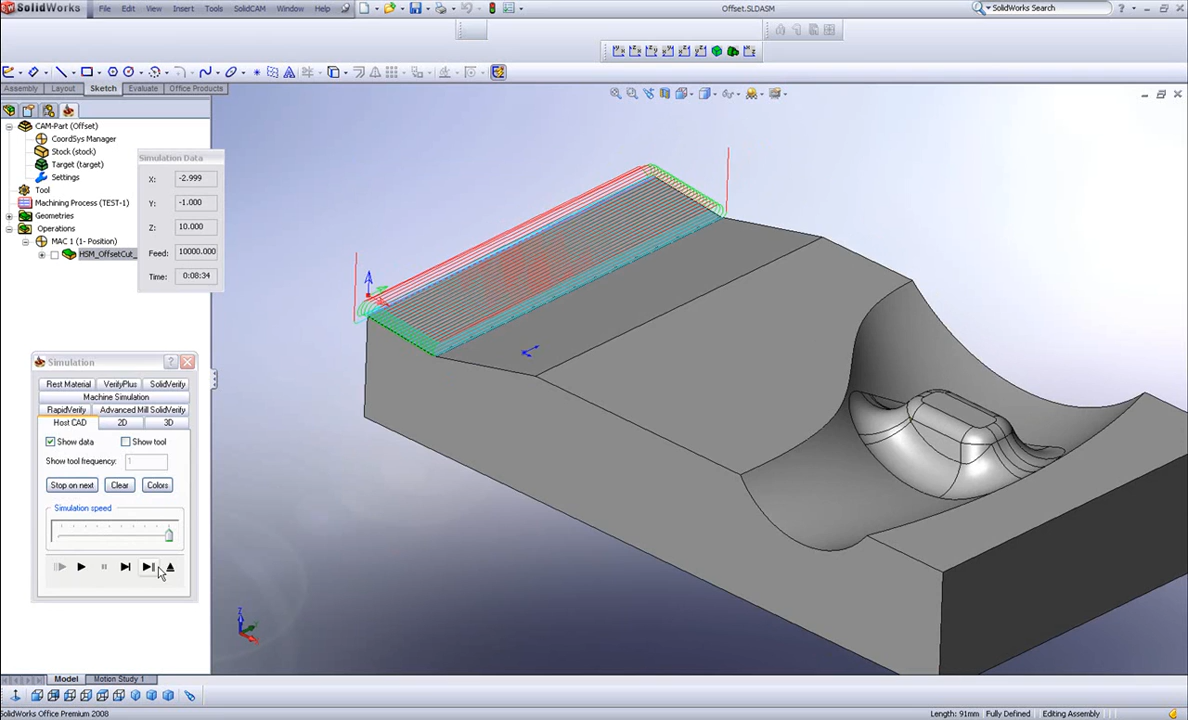 SolidWorks File Edit View Insert Tools SolidCAM Window Help Offset.SLDASM SolidWorks Search ?
Assembly Layout Sketch Evaluate Office Products
CAM-Part (Offset)
CoordSys Manager
Stock (stock)
Target (target)
Settings
Tool
Machining Process (TEST-1)
Geometries
Operations
MAC 1 (1- Position)
HSM_OffsetCut_
Simulation Data
X: -2.999
Y: -1.000
Z: 10.000
Feed: 10000.000
Time: 0:08:34
Simulation ?
Rest Material VerifyPlus SolidVerify
Machine Simulation
RapidVerify Advanced Mill SolidVerify
Host CAD 2D 3D
Show data Show tool
Show tool frequency: 1
Stop on next Clear Colors
Simulation speed
Z
Model Motion Study 1
SolidWorks Office Premium 2008 Length: 91mm Fully Defined Editing Assembly